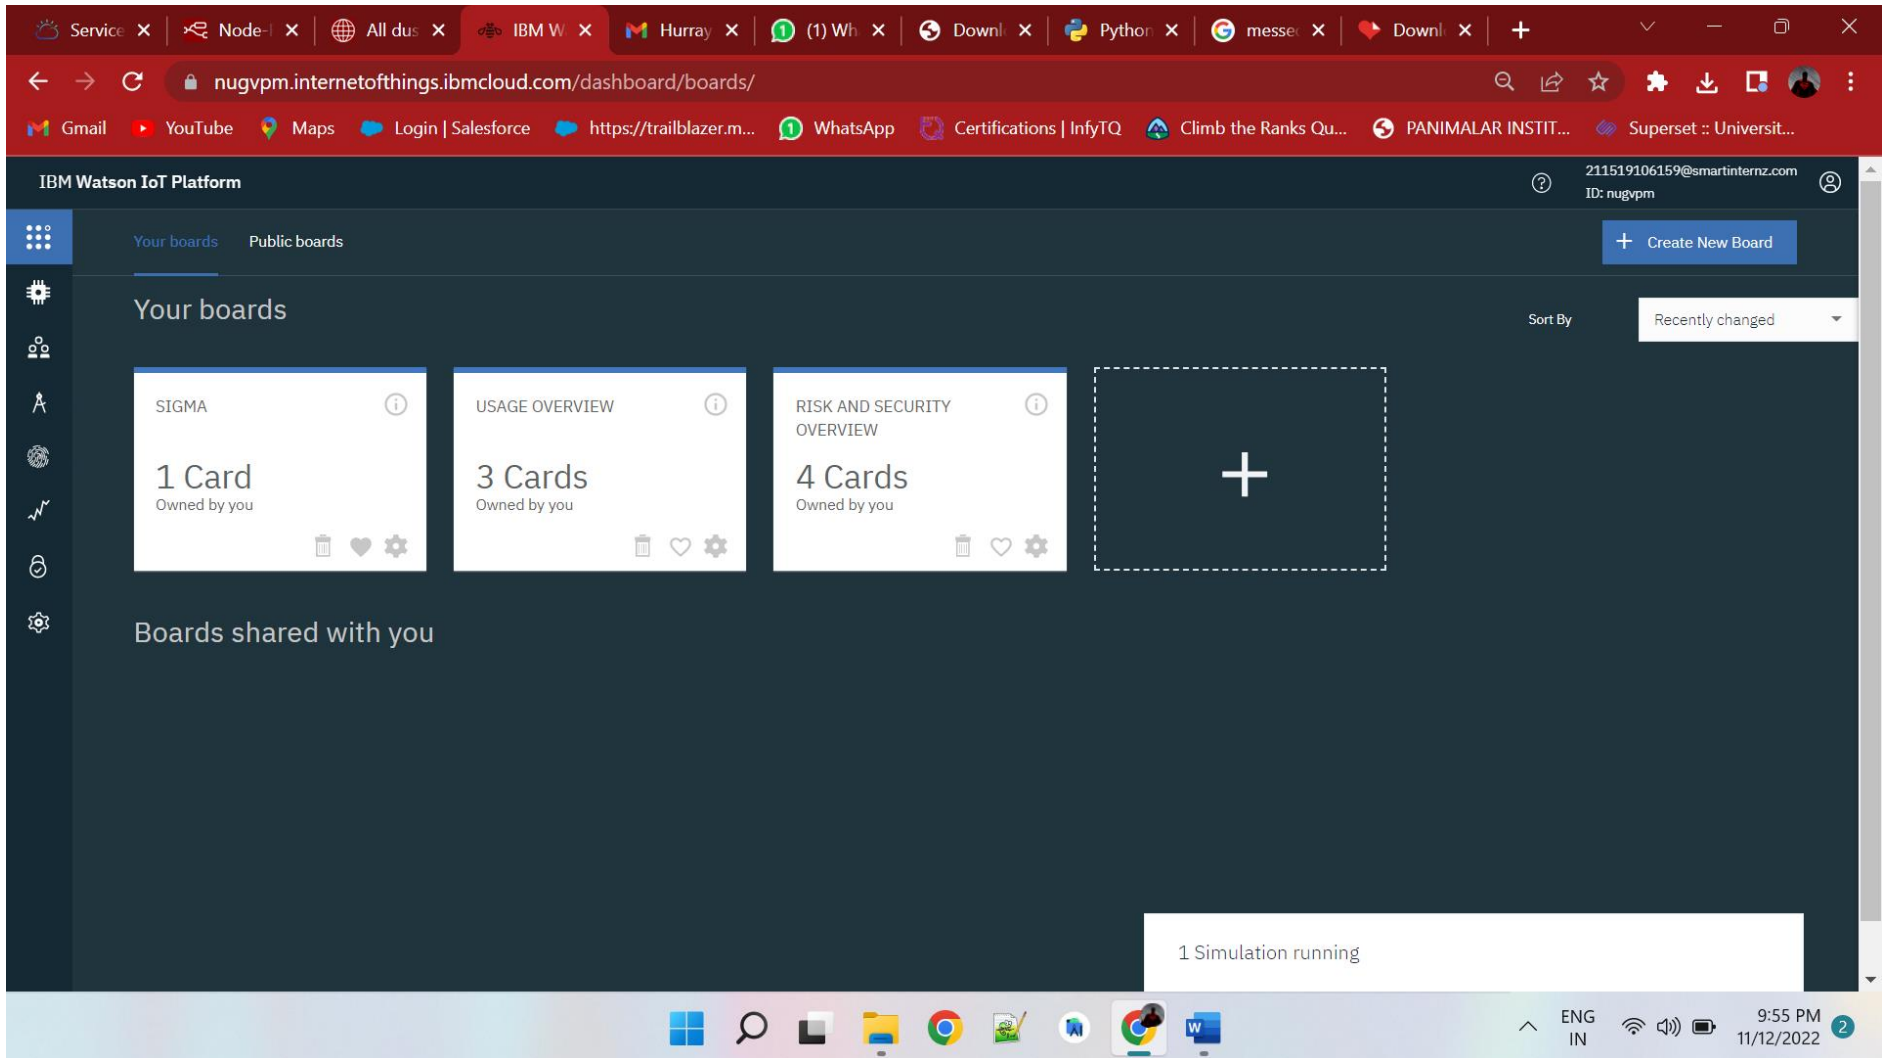 Service
Node-
All dus
IBM W
Hurray
(1) Wh
Downl
Python
messe
Downl
nugvpm.internetofthings.ibmcloud.com/dashboard/boards/
Gmail
YouTube
Maps
Login | Salesforce
https://trailblazer.m...
WhatsApp
Certifications | InfyTQ
Climb the Ranks Qu...
PANIMALAR INSTIT...
Superset :: Universit...
IBM Watson IoT Platform
211519106159@smartinternz.com
ID: nugvpm
Your boards
Public boards
Create New Board
Your boards
Sort By
Recently changed
SIGMA
1 Card
Owned by you
USAGE OVERVIEW
3 Cards
Owned by you
RISK AND SECURITY
OVERVIEW
4 Cards
Owned by you
Boards shared with you
1 Simulation running
ENG
IN
9:55 PM
11/12/2022
2